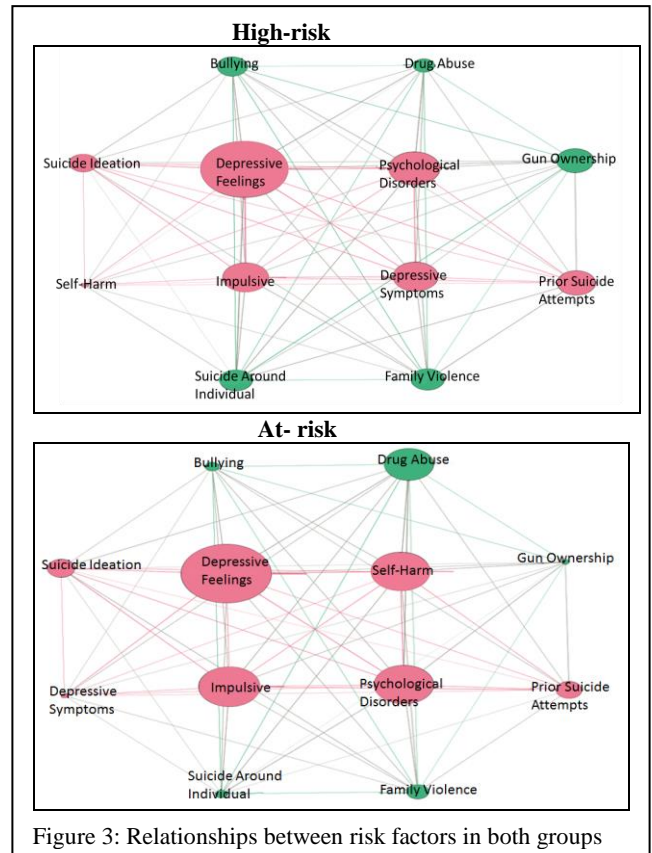 High-risk
Bullying
Drug Abuse
Suicide Ideation
Depressive
Feelings
Psychological
Disorders
Gun Ownership
Self-Harm
Impulsive
Depressive
Symptoms
Prior Suicide
Attempts
Suicide Around
Individual
Family Violence
At- risk
Bullying
Drug Abuse
Suicide Ideation
Depressive
Feelings
Self-Harm
Gun Ownership
Depressive
Symptoms
Impulsive
Psychological
Disorders
Prior Suicide
Attempts
Suicide Around
Individual
Family Violence
Figure 3: Relationships between risk factors in both groups